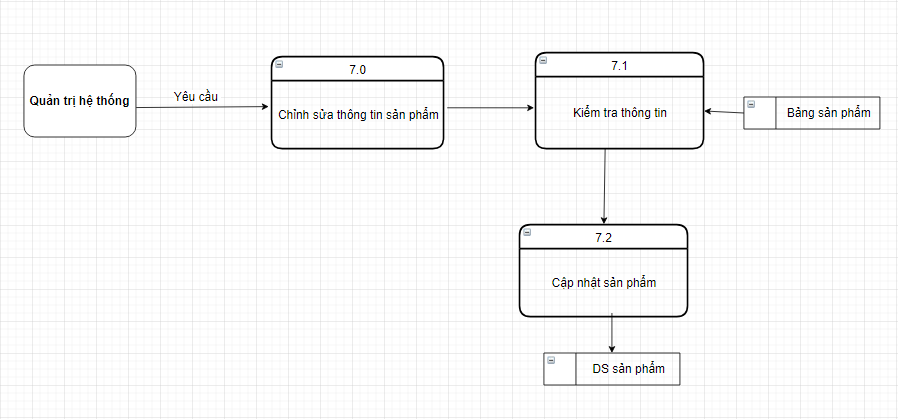 Quản trị hệ thống
Yêu cầu
7.0
Chỉnh sửa thông tin sản phẩm
7.1
Kiểm tra thông tin
Bảng sản phẩm
7.2
Cập nhật sản phẩm
DS sản phẩm